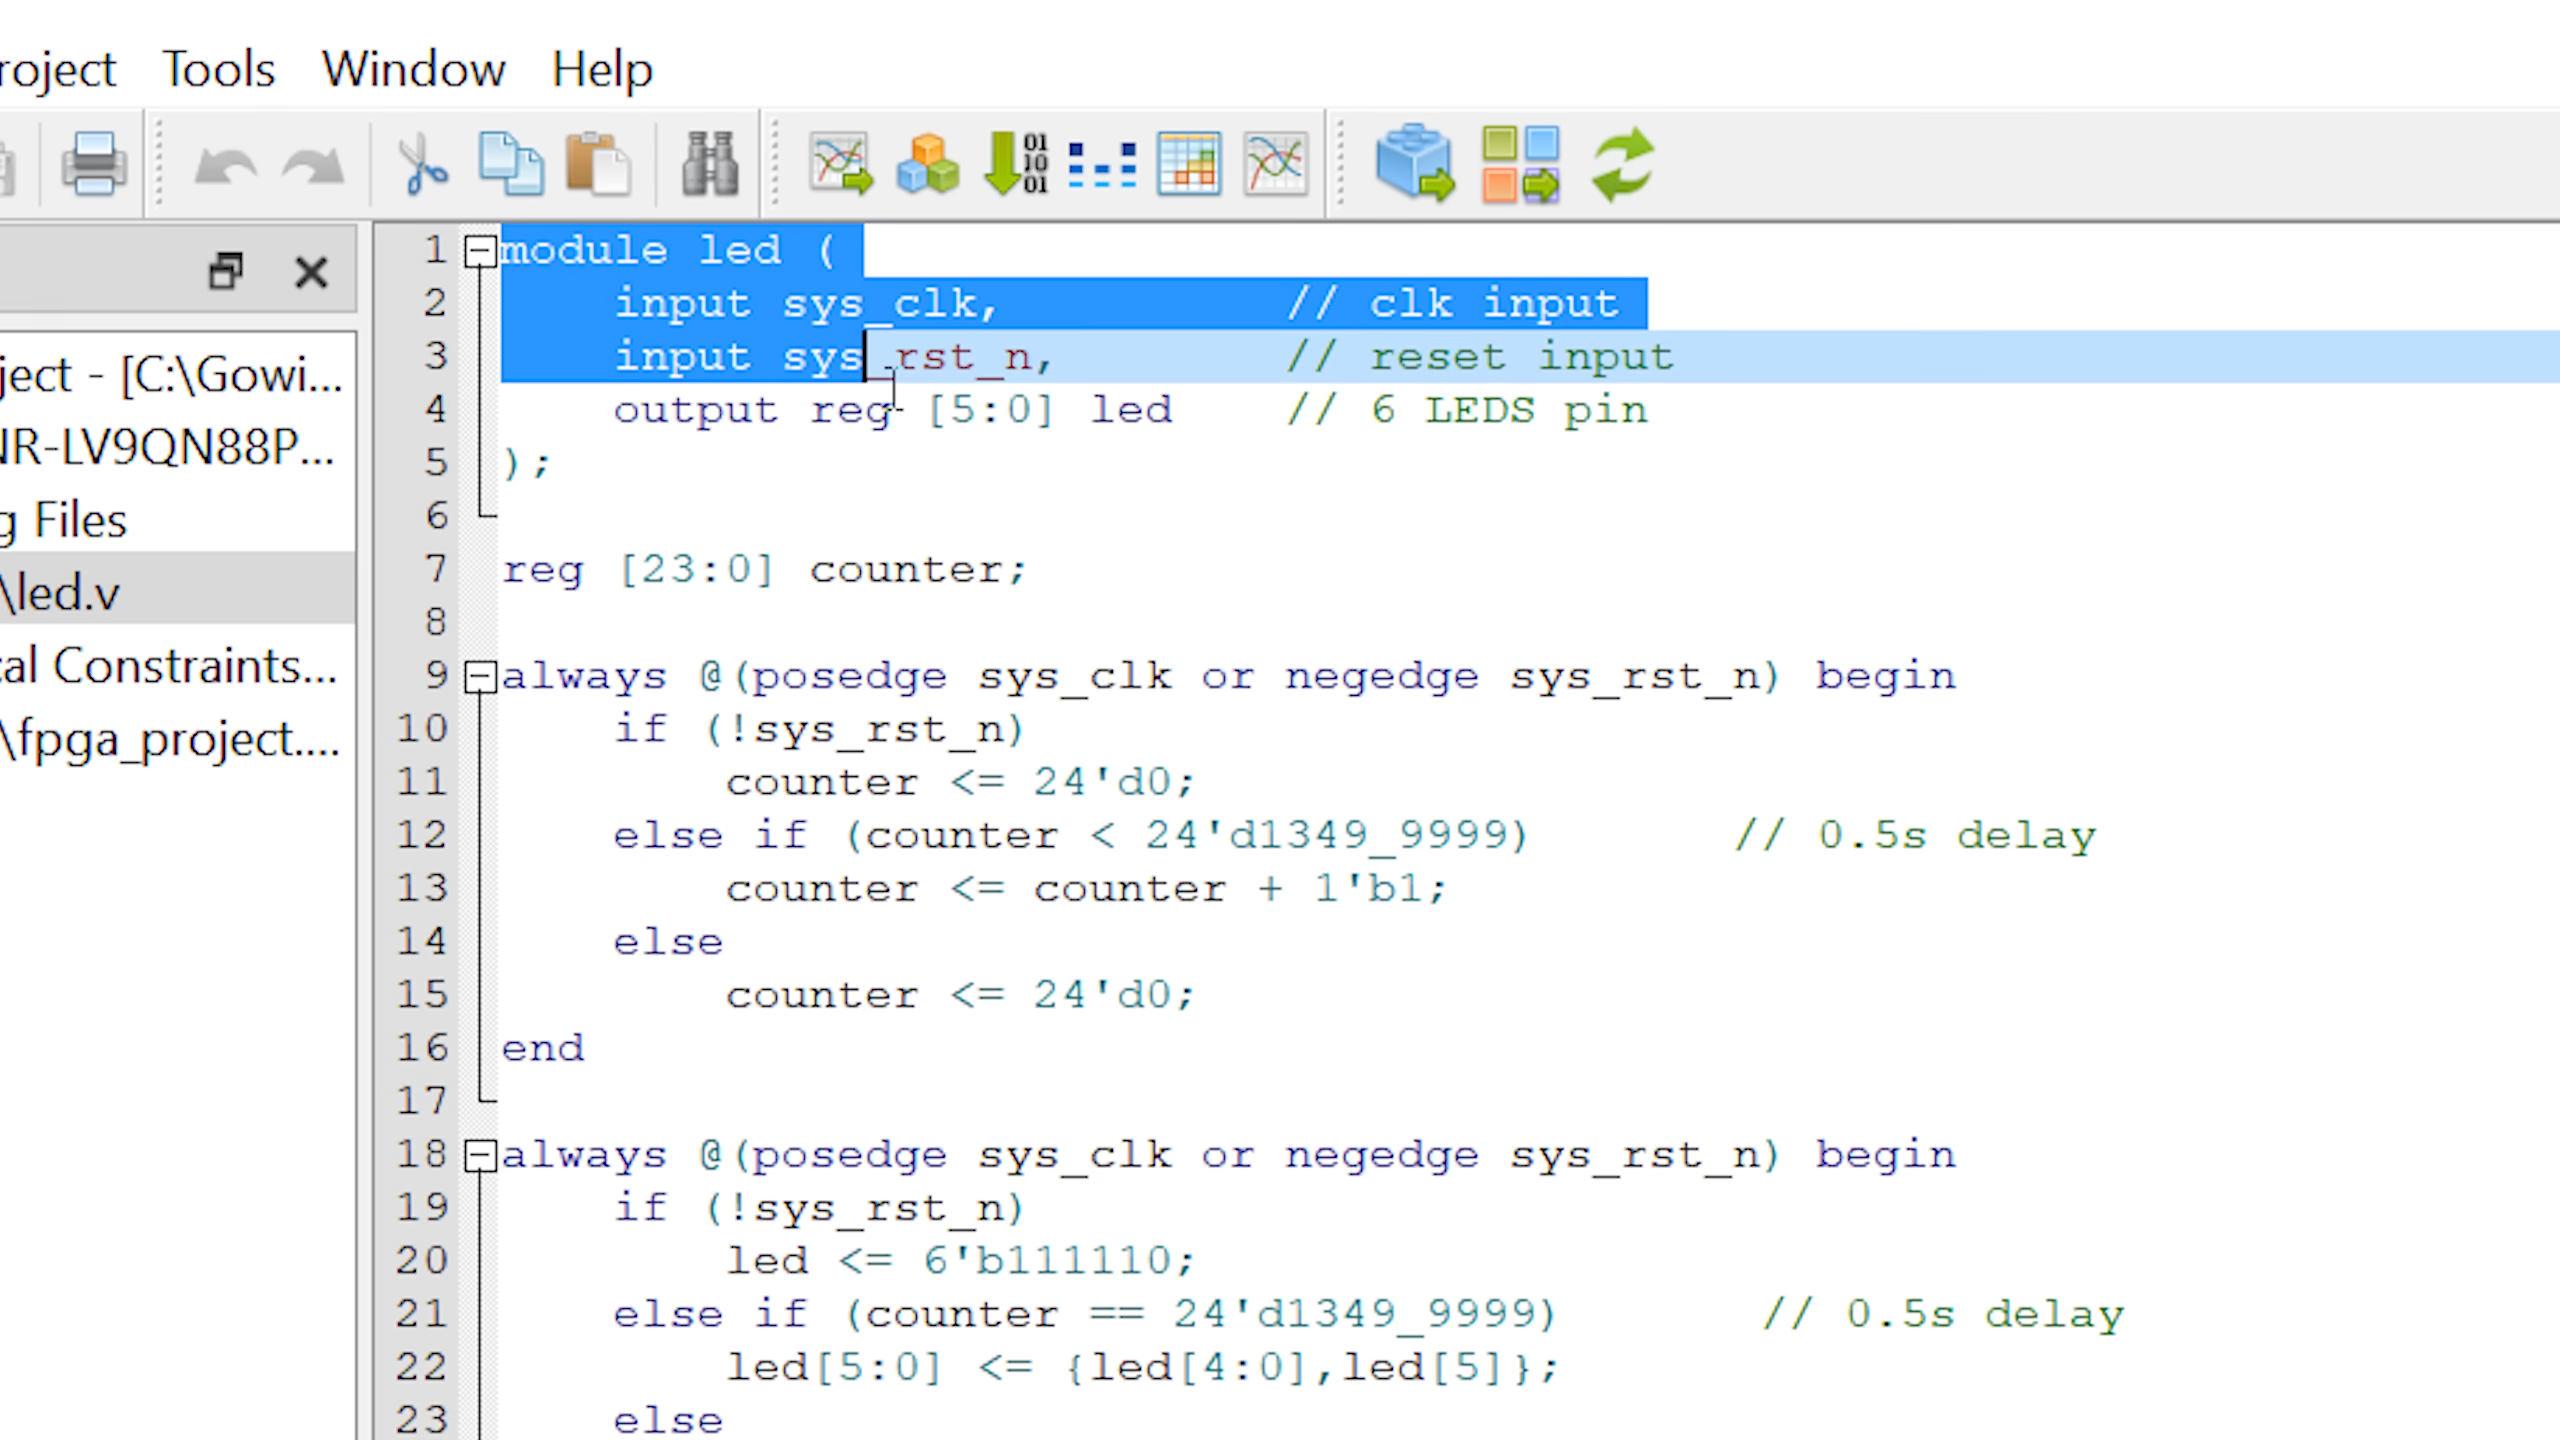 roject Tools Window Help
ject - [C:\Gowi...
NR-LV9QN88P...
g Files
\led.v
cal Constraints...
\fpga_project....
1 module led (
2 input sys_clk, // clk input
3 input sys_rst_n, // reset input
4 output reg [5:0] led // 6 LEDS pin
5 );
6
7 reg [23:0] counter;
8
9 always @(posedge sys_clk or negedge sys_rst_n) begin
10 if (!sys_rst_n)
11 counter <= 24'd0;
12 else if (counter < 24'd1349_9999) // 0.5s delay
13 counter <= counter + 1'b1;
14 else
15 counter <= 24'd0;
16 end
17
18 always @(posedge sys_clk or negedge sys_rst_n) begin
19 if (!sys_rst_n)
20 led <= 6'b111110;
21 else if (counter == 24'd1349_9999) // 0.5s delay
22 led[5:0] <= {led[4:0],led[5]};
23 else